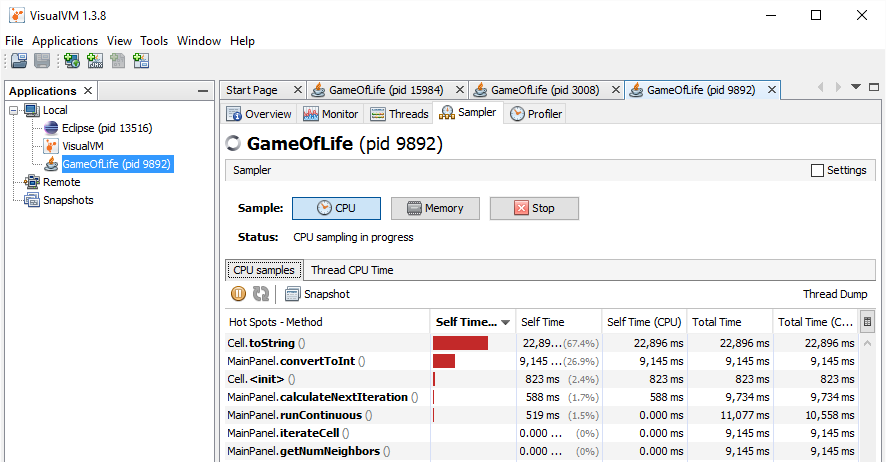 VisualVM 1.3.8
File Applications View Tools Window Help
Applications
Local
Eclipse (pid 13516)
VisualVM
GameOfLife (pid 9892)
Remote
Snapshots
Start Page GameOfLife (pid 15984) GameOfLife (pid 3008) GameOfLife (pid 9892)
Overview Monitor Threads Sampler Profiler
GameOfLife (pid 9892)
Sampler Settings
Sample: CPU Memory Stop
Status: CPU sampling in progress
CPU samples Thread CPU Time
Snapshot Thread Dump
Hot Spots - Method Self Time... Self Time Self Time (CPU) Total Time Total Time (C...
Cell.toString () 22,89... (67.4%) 22,896 ms 22,896 ms 22,896 ms
MainPanel.convertToInt () 9,145 ... (26.9%) 9,145 ms 9,145 ms 9,145 ms
Cell.<init> () 823 ms (2.4%) 823 ms 823 ms 823 ms
MainPanel.calculateNextIteration () 588 ms (1.7%) 588 ms 9,734 ms 9,734 ms
MainPanel.runContinuous () 519 ms (1.5%) 0.000 ms 11,077 ms 10,558 ms
MainPanel.iterateCell () 0.000 ... (0%) 0.000 ms 9,145 ms 9,145 ms
MainPanel.getNumNeighbors () 0.000 ... (0%) 0.000 ms 9,145 ms 9,145 ms